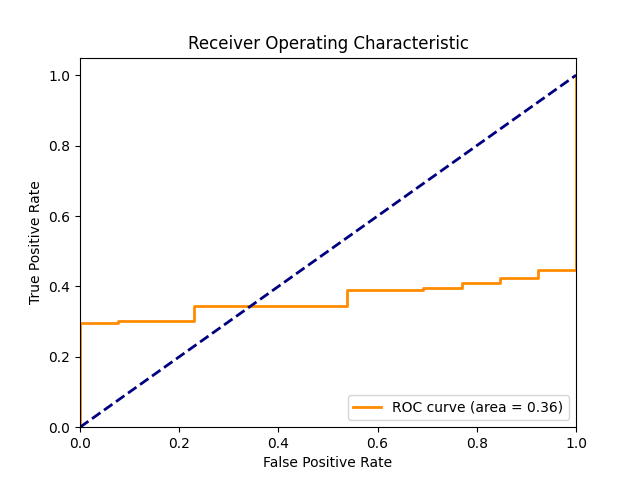 Receiver Operating Characteristic
1.0
0.8
0.6
0.4
0.2
0.0
True Positive Rate
ROC curve (area = 0.36)
0.0 0.2 0.4 0.6 0.8 1.0
False Positive Rate